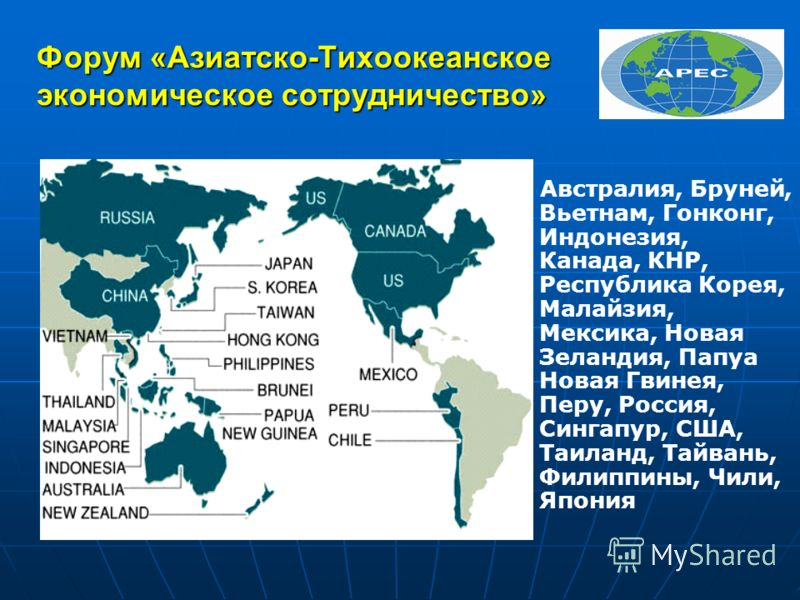 Форум «Азиатско-Тихоокеанское
экономическое сотрудничество»
APEC
RUSSIA
US
CANADA
US
CHINA
JAPAN
S. KOREA
TAIWAN
HONG KONG
PHILIPPINES
BRUNEI
PAPUA
NEW GUINEA
VIETNAM
THAILAND
MALAYSIA
SINGAPORE
INDONESIA
AUSTRALIA
NEW ZEALAND
MEXICO
PERU
CHILE
Австралия, Бруней,
Вьетнам, Гонконг,
Индонезия,
Канада, КНР,
Республика Корея,
Малайзия,
Мексика, Новая
Зеландия, Папуа
Новая Гвинея,
Перу, Россия,
Сингапур, США,
Таиланд, Тайвань,
Филиппины, Чили,
Япония
MyShared